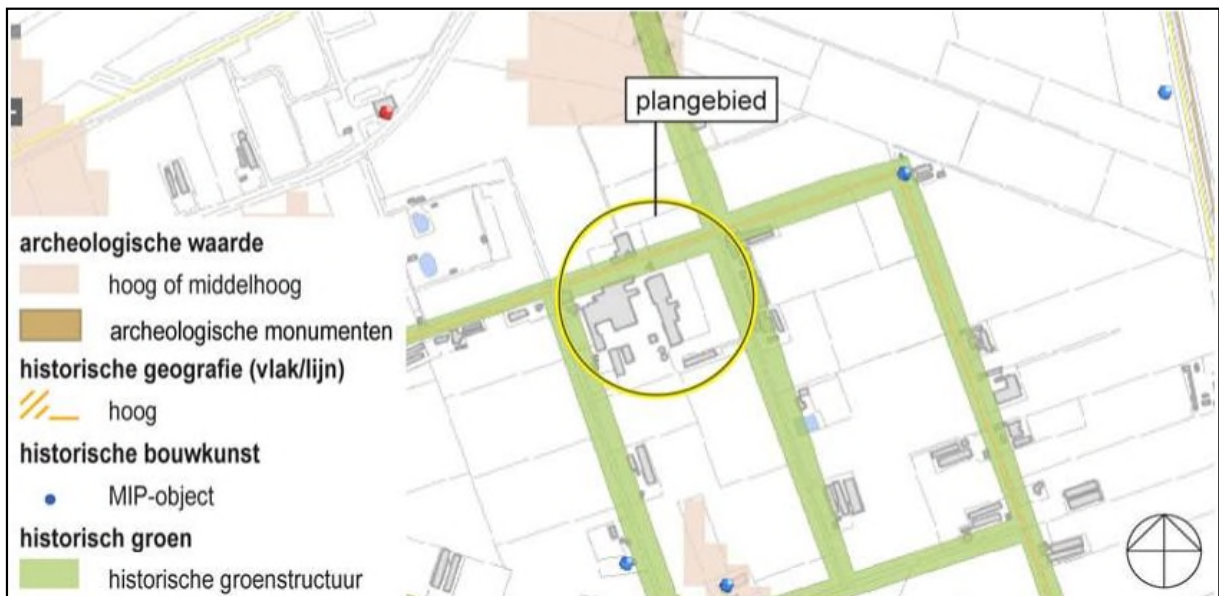 plangebied
archeologische waarde
hoog of middelhoog
archeologische monumenten
historische geografie (vlak/lijn)
hoog
historische bouwkunst
MIP-object
historisch groen
historische groenstructuur